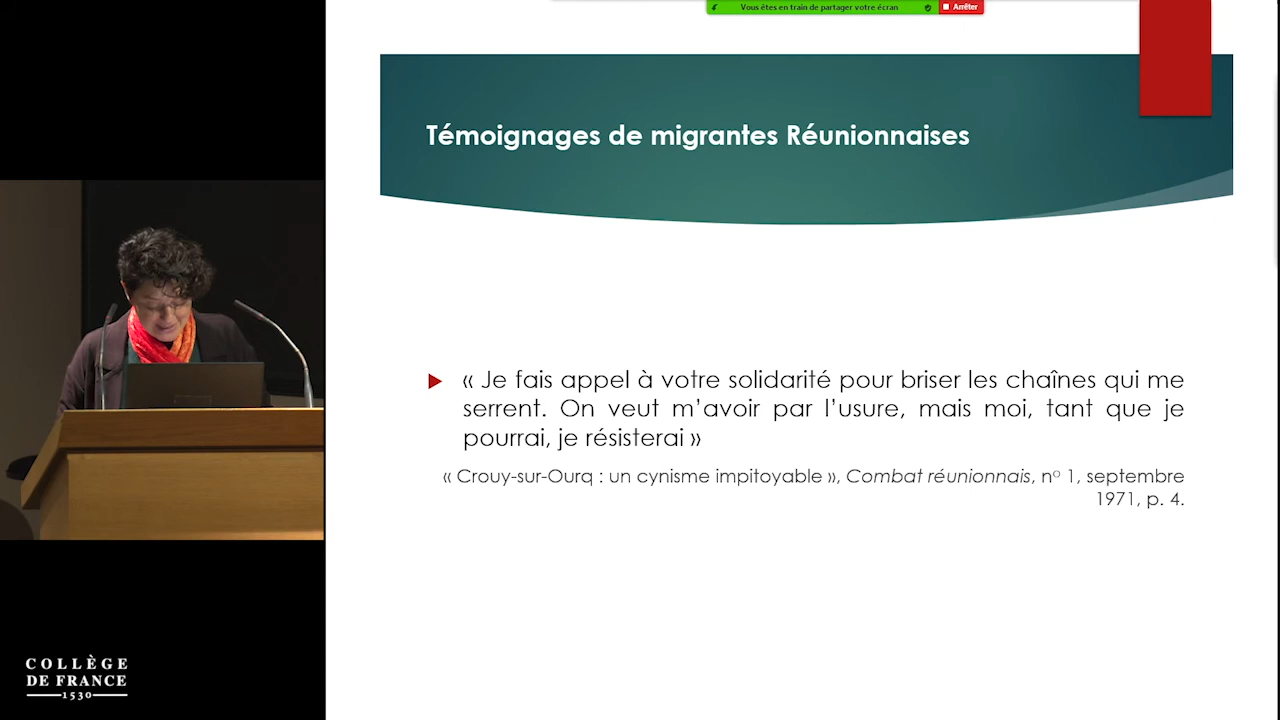 Vous êtes en train de partager votre écran
Arrêter
Témoignages de migrantes Réunionnaises
« Je fais appel à votre solidarité pour briser les chaînes qui me
serrent. On veut m’avoir par l’usure, mais moi, tant que je
pourrai, je résisterai »
« Crouy-sur-Ourq : un cynisme impitoyable », Combat réunionnais, nº 1, septembre
1971, p. 4.
COLLÈGE
DE FRANCE
1530